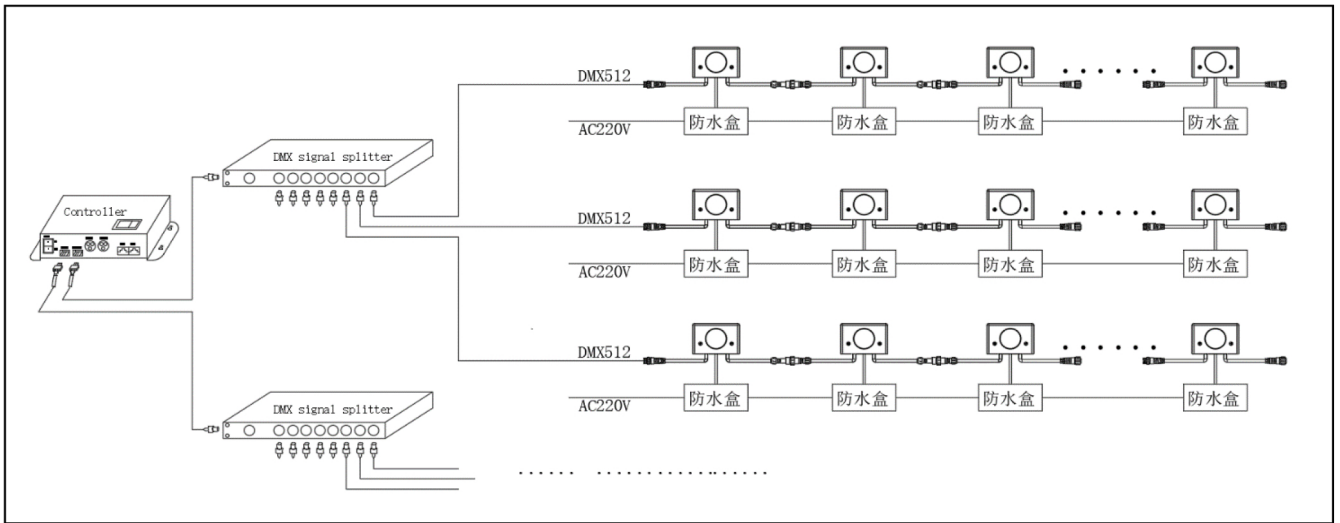 DMX512
防水盒 防水盒 防水盒 防水盒
AC220V
DMX signal splitter
Controller
DMX512
防水盒 防水盒 防水盒 防水盒
AC220V
DMX512
防水盒 防水盒 防水盒 防水盒
AC220V
DMX signal splitter